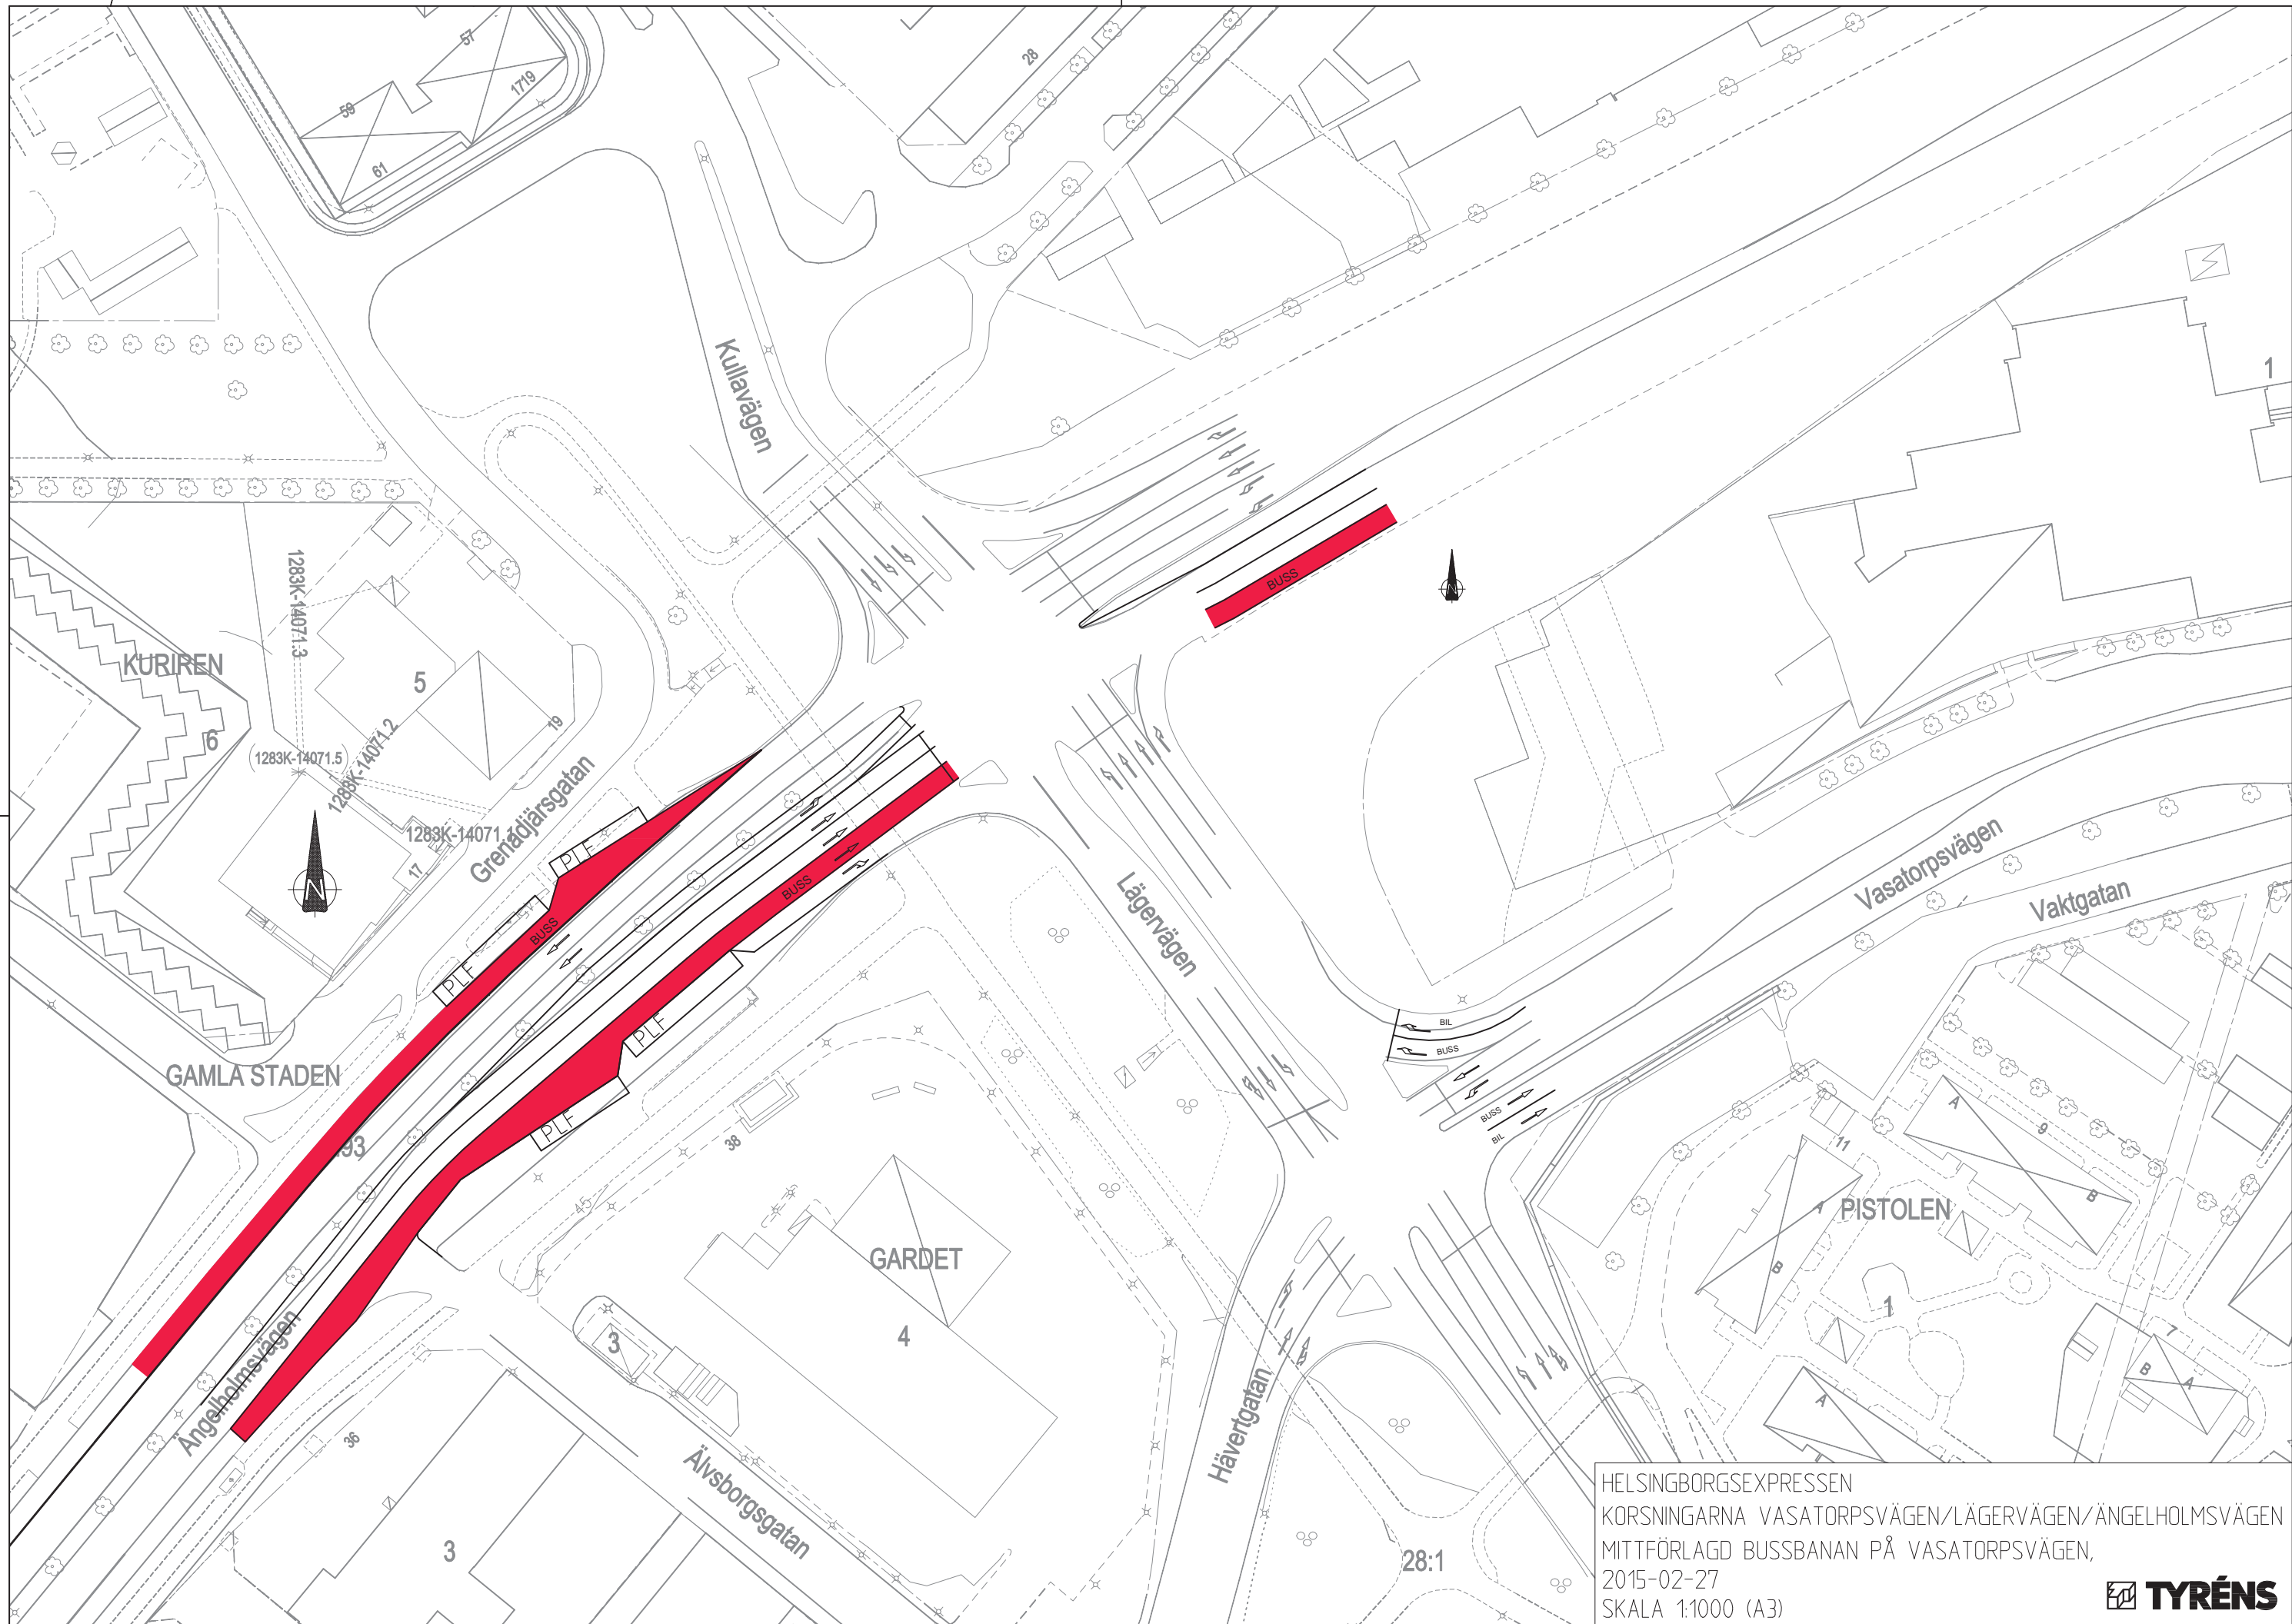 57
1719
59
61
28
1
Kullavägen
BUSS
N
1283K-14071.3
KURIREN
5
6
19
(1283K-14071.5)
1283K-14071.2
1283K-14071.1
17
Grenadjärsgatan
N
PLF
PLF
BUSS
BUSS
PLF
PLF
GAMLA STADEN
93
Lägervägen
Vasatorpsvägen
Vaktgatan
BIL
BUSS
BUSS
BIL
38
45
GARDET
4
3
Ängelholmsvägen
36
3
Älvsborgsgatan
Hävertgatan
28:1
A
9
B
11
A
B
PISTOLEN
1
7
B
A
A
HELSINGBORGSEXPRESSEN
KORSNINGARNA VASATORPSVÄGEN/LÄGERVÄGEN/ÄNGELHOLMSVÄGEN
MITTFÖRLAGD BUSSBANAN PÅ VASATORPSVÄGEN,
2015-02-27
SKALA 1:1000 (A3)
TYRÉNS